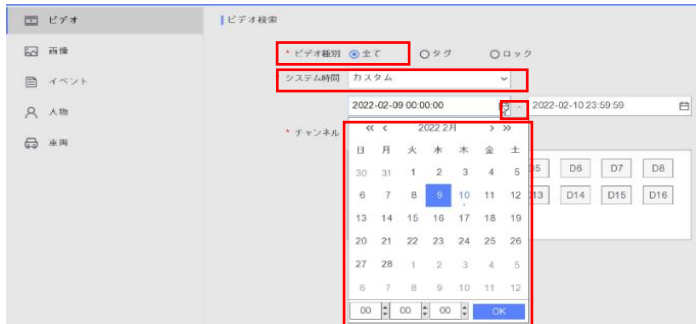 ビデオ
画像
イベント
人物
車両
ビデオ検索
* ビデオ種別 全て タグ ロック
システム時間 カスタム
2022-02-09 00:00:00 - 2022-02-10 23:59:59
* チャンネル
« < 2022 2月 > »
日 月 火 水 木 金 土
30 31 1 2 3 4 5
6 7 8 9 10 11 12
13 14 15 16 17 18 19
20 21 22 23 24 25 26
27 28 1 2 3 4 5
6 7 8 9 10 11 12
00 00 00 OK
D6 D7 D8
D14 D15 D16